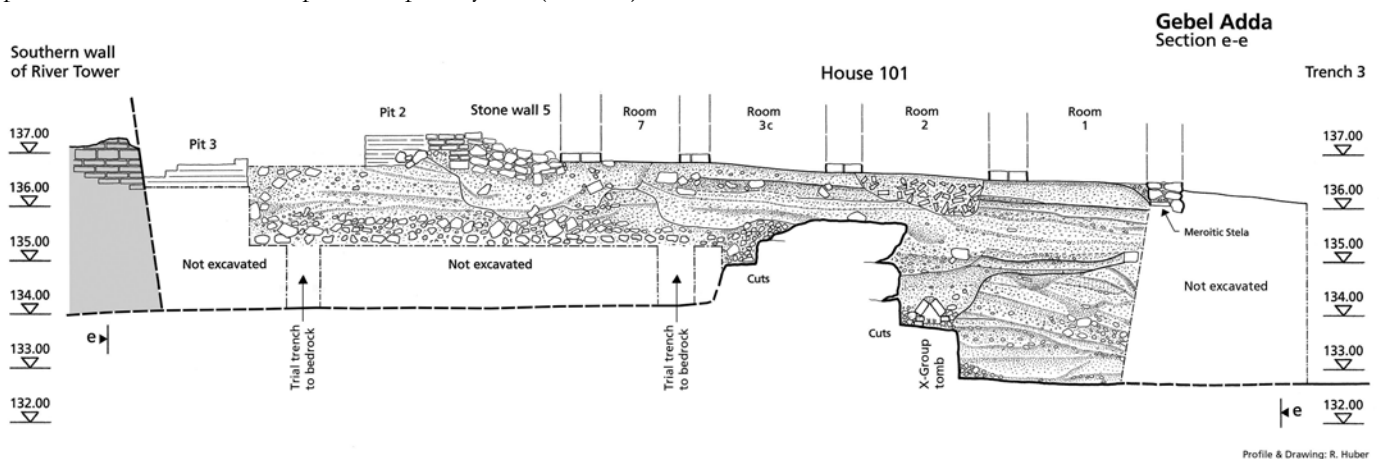 Gebel Adda
Section e-e
Southern wall
of River Tower
House 101
Trench 3
Pit 2
Stone wall 5
Room
7
Room
3c
Room
2
Room
1
137.00
Pit 3
137.00
136.00
136.00
Meroitic Stela
135.00
135.00
Not excavated
Not excavated
Cuts
Not excavated
134.00
134.00
Cuts
e
133.00
Trial trench
to bedrock
Trial trench
to bedrock
X-Group
tomb
133.00
132.00
e
132.00
Profile & Drawing: R. Huber